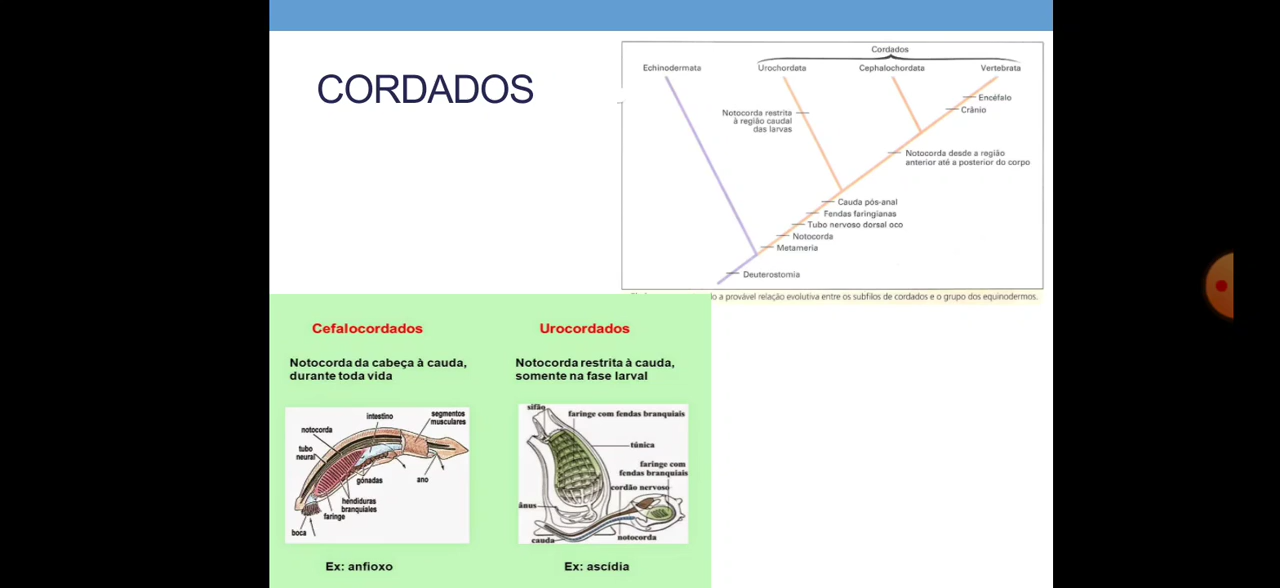 CORDADOS
Cordados
Echinodermata
Urochordata
Cephalochordata
Vertebrata
Encéfalo
Crânio
Notocorda restrita
à região caudal
das larvas
Notocorda desde a região
anterior até a posterior do corpo
Cauda pós-anal
Fendas faringianas
Tubo nervoso dorsal oco
Notocorda
Metameria
Deuterostomia
o a provável relação evolutiva entre os subfilos de cordados e o grupo dos equinodermos.
Cefalocordados
Notocorda da cabeça à cauda,
durante toda vida
intestino
segmentos
musculares
notocorda
tubo
neural
gónadas
ano
hendiduras
branquiales
faringe
boca
Ex: anfioxo
Urocordados
Notocorda restrita à cauda,
somente na fase larval
sifão
faringe com fendas branquiais
túnica
faringe com
fendas branquiais
cordão nervoso
ânus
notocorda
cauda
Ex: ascídia